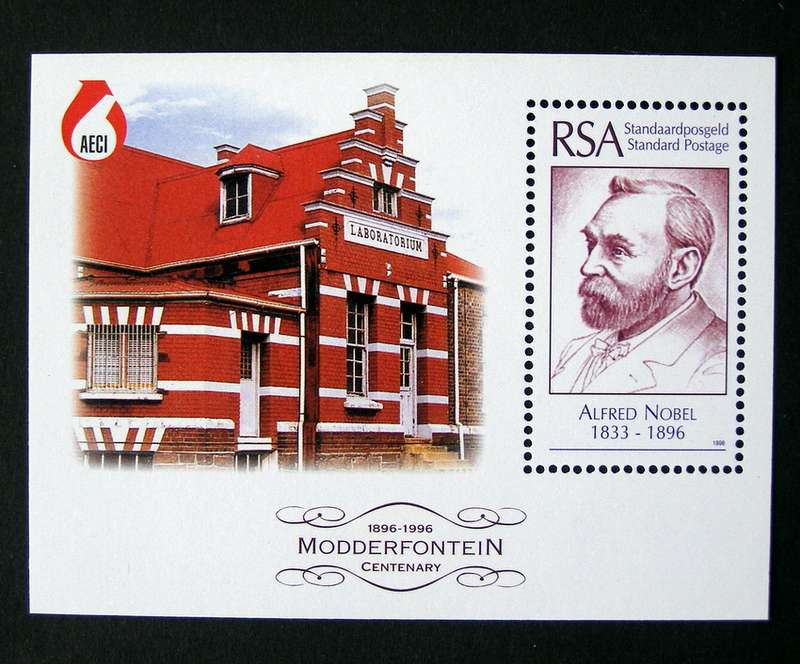 AECI
LABORATORIUM
RSA Standaardposgeld
Standard Postage
ALFRED NOBEL
1833 - 1896
1996
1896-1996
MODDERFONTEIN
CENTENARY